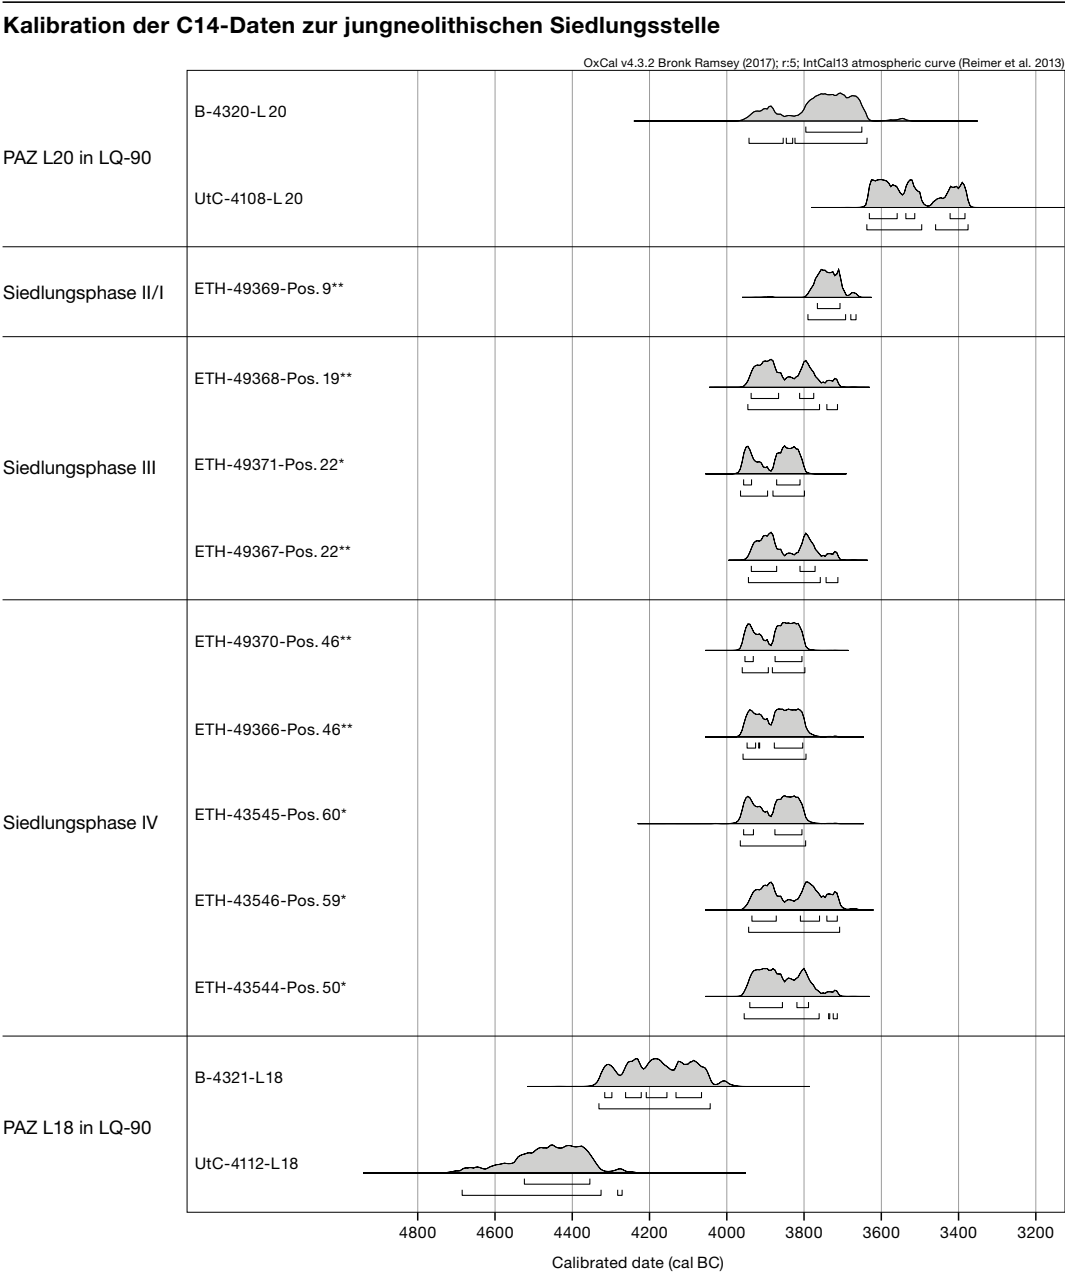 Kalibration der C14-Daten zur jungneolithischen Siedlungsstelle
OxCal v4.3.2 Bronk Ramsey (2017); r:5; IntCal13 atmospheric curve (Reimer et al. 2013)
PAZ L20 in LQ-90
B-4320-L20
UtC-4108-L20
Siedlungsphase II/I
ETH-49369-Pos. 9**
Siedlungsphase III
ETH-49368-Pos. 19**
ETH-49371-Pos. 22*
ETH-49367-Pos. 22**
Siedlungsphase IV
ETH-49370-Pos. 46**
ETH-49366-Pos. 46**
ETH-43545-Pos. 60*
ETH-43546-Pos. 59*
ETH-43544-Pos. 50*
PAZ L18 in LQ-90
B-4321-L18
UtC-4112-L18
4800 4600 4400 4200 4000 3800 3600 3400 3200
Calibrated date (cal BC)